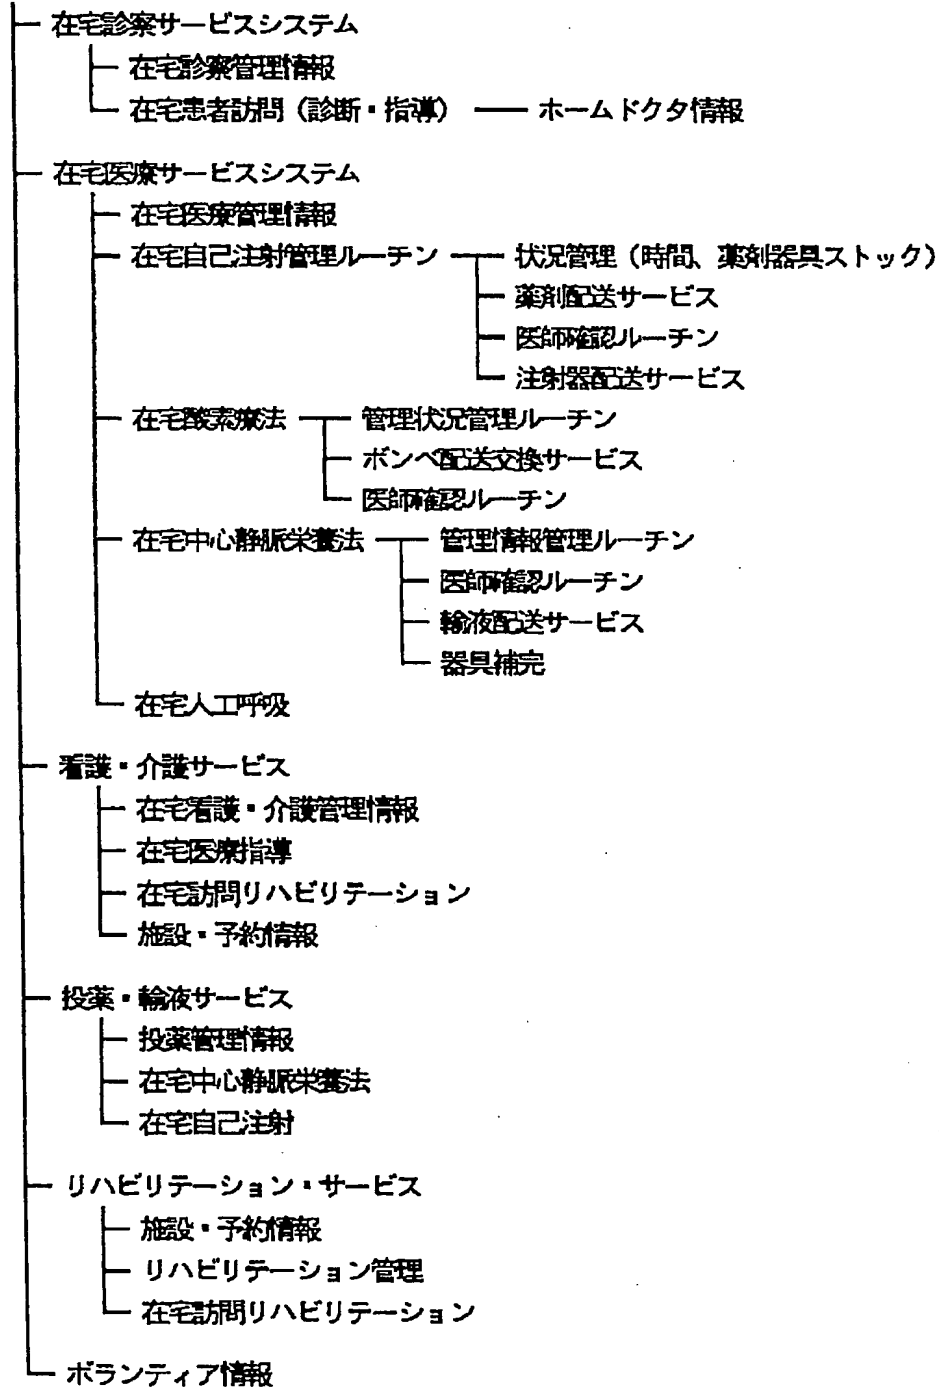 在宅診察サービスシステム
在宅診察管理情報
在宅患者訪問（診断・指導） ホームドクタ情報
在宅医療サービスシステム
在宅医療管理情報
在宅自己注射管理ルーチン 状況管理（時間、薬剤器具ストック）
薬剤配送サービス
医師確認ルーチン
注射器配送サービス
在宅酸素療法 管理状況管理ルーチン
ボンベ配送交換サービス
医師確認ルーチン
在宅中心静脈栄養法 管理情報管理ルーチン
医師確認ルーチン
輸液配送サービス
器具補完
在宅人工呼吸
看護・介護サービス
在宅看護・介護管理情報
在宅医療指導
在宅訪問リハビリテーション
施設・予約情報
投薬・輸液サービス
投薬管理情報
在宅中心静脈栄養法
在宅自己注射
リハビリテーション・サービス
施設・予約情報
リハビリテーション管理
在宅訪問リハビリテーション
ボランティア情報